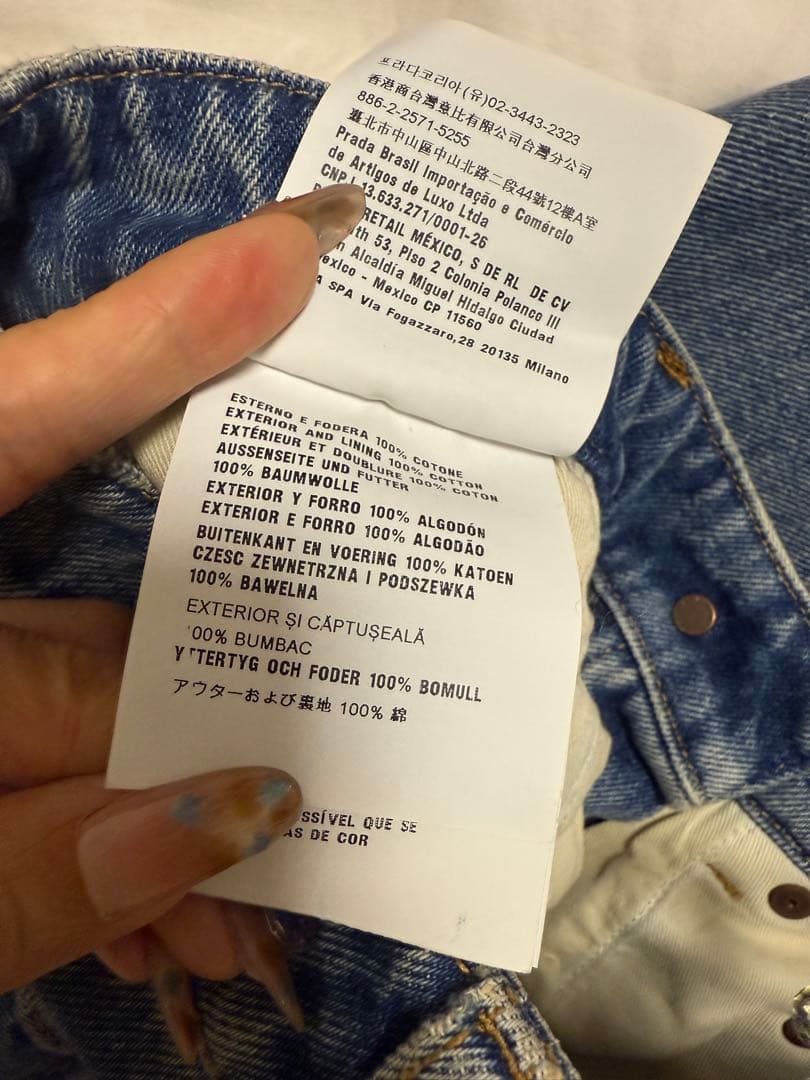 프라다코리아(유)02-3443-2323
香港商台灣意比有限公司台灣分公司
886-2-2571-5255
臺北市中山區中山北路二段44號12樓A室
Prada Brasil Importação e Comércio
de Artigos de Luxo Ltda
CNPJ 13.633.271/0001-26
RETAIL MÉXICO, S DE RL DE CV
53, Piso 2 Colonia Polanco III
Alcaldía Miguel Hidalgo Ciudad
México - Mexico CP 11560
SPA Via Fogazzaro,28 20135 Milano
ESTERNO E FODERA 100% COTONE
EXTERIOR AND LINING 100% COTTON
EXTÉRIEUR ET DOUBLURE 100% COTON
AUSSENSEITE UND FUTTER
100% BAUMWOLLE
EXTERIOR Y FORRO 100% ALGODÓN
EXTERIOR E FORRO 100% ALGODÃO
BUITENKANT EN VOERING 100% KATOEN
CZESC ZEWNETRZNA I PODSZEWKA
100% BAWELNA
EXTERIOR ȘI CĂPTUȘEALĂ
100% BUMBAC
YTTERTYG OCH FODER 100% BOMULL
アウターおよび裏地 100% 綿
SSÍVEL QUE SE
AS DE COR